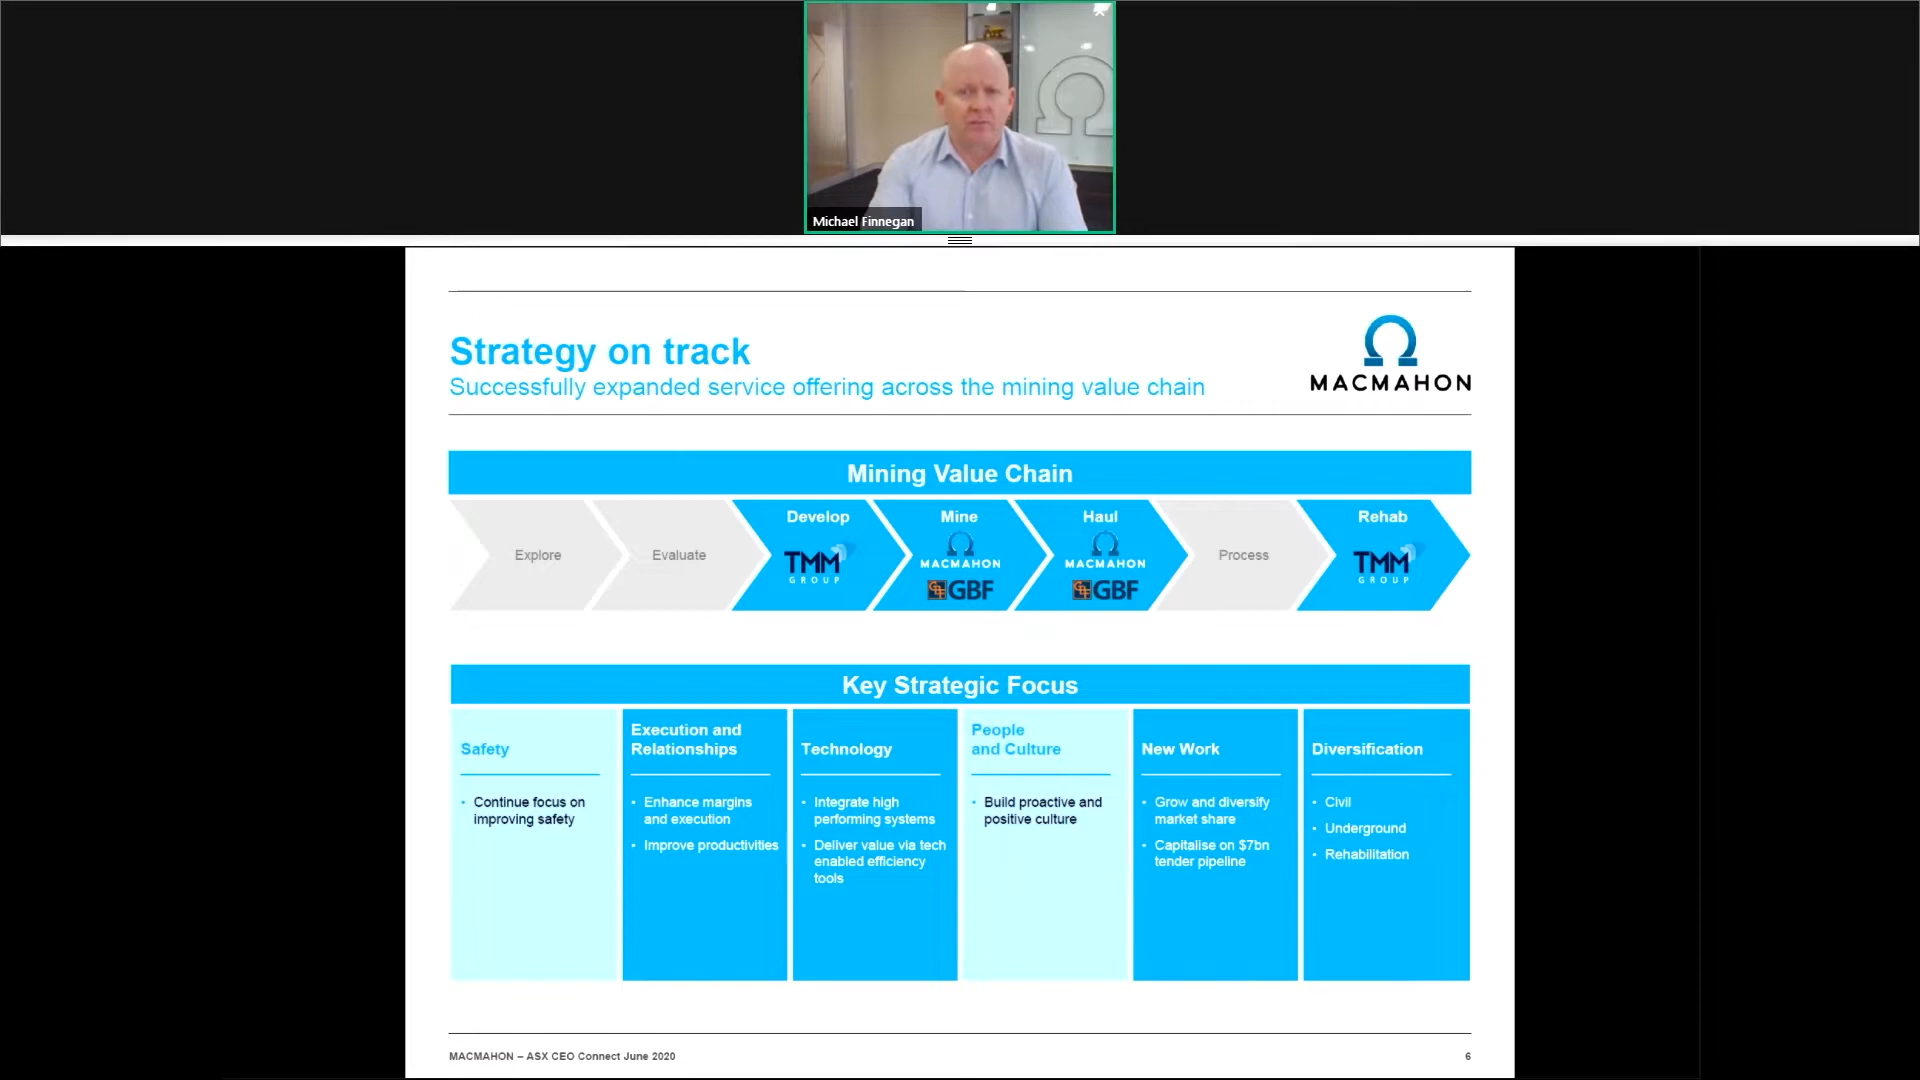 Michael Finnegan
Strategy on track
Successfully expanded service offering across the mining value chain
MACMAHON
Mining Value Chain
Explore
Evaluate
Develop
TMM
GROUP
Mine
MACMAHON
GBF
Haul
MACMAHON
GBF
Process
Rehab
TMM
GROUP
Key Strategic Focus
Safety
• Continue focus on
improving safety
Execution and
Relationships
• Enhance margins
and execution
• Improve productivities
Technology
• Integrate high
performing systems
• Deliver value via tech
enabled efficiency
tools
People
and Culture
• Build proactive and
positive culture
New Work
• Grow and diversify
market share
• Capitalise on $7bn
tender pipeline
Diversification
• Civil
• Underground
• Rehabilitation
MACMAHON – ASX CEO Connect June 2020
6